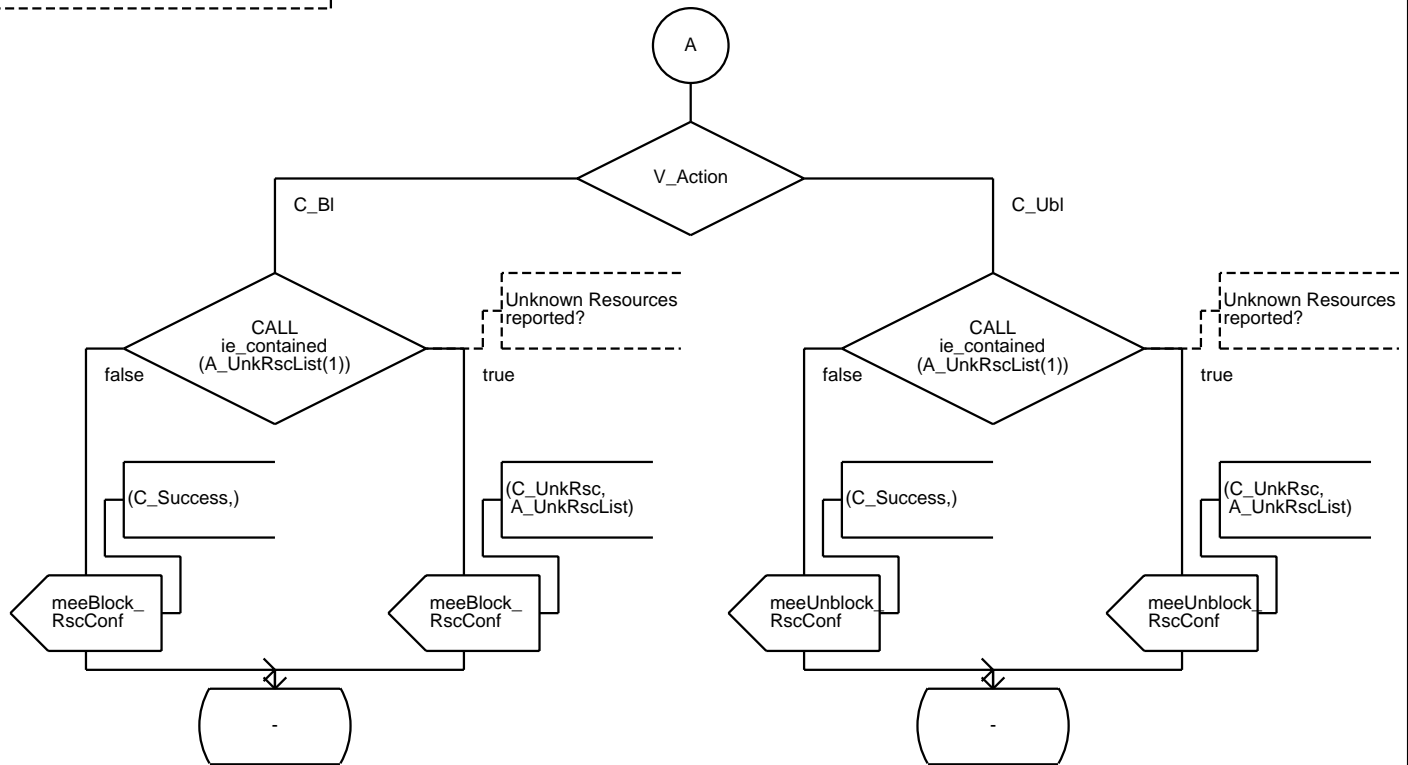 A
V_Action
C_Bl
C_Ubl
Unknown Resources
reported?
Unknown Resources
reported?
CALL
ie_contained
(A_UnkRscList(1))
CALL
ie_contained
(A_UnkRscList(1))
false
true
false
true
(C_Success,)
(C_UnkRsc,
A_UnkRscList)
(C_Success,)
(C_UnkRsc,
A_UnkRscList)
meeBlock_
RscConf
meeBlock_
RscConf
meeUnblock_
RscConf
meeUnblock_
RscConf
-
-